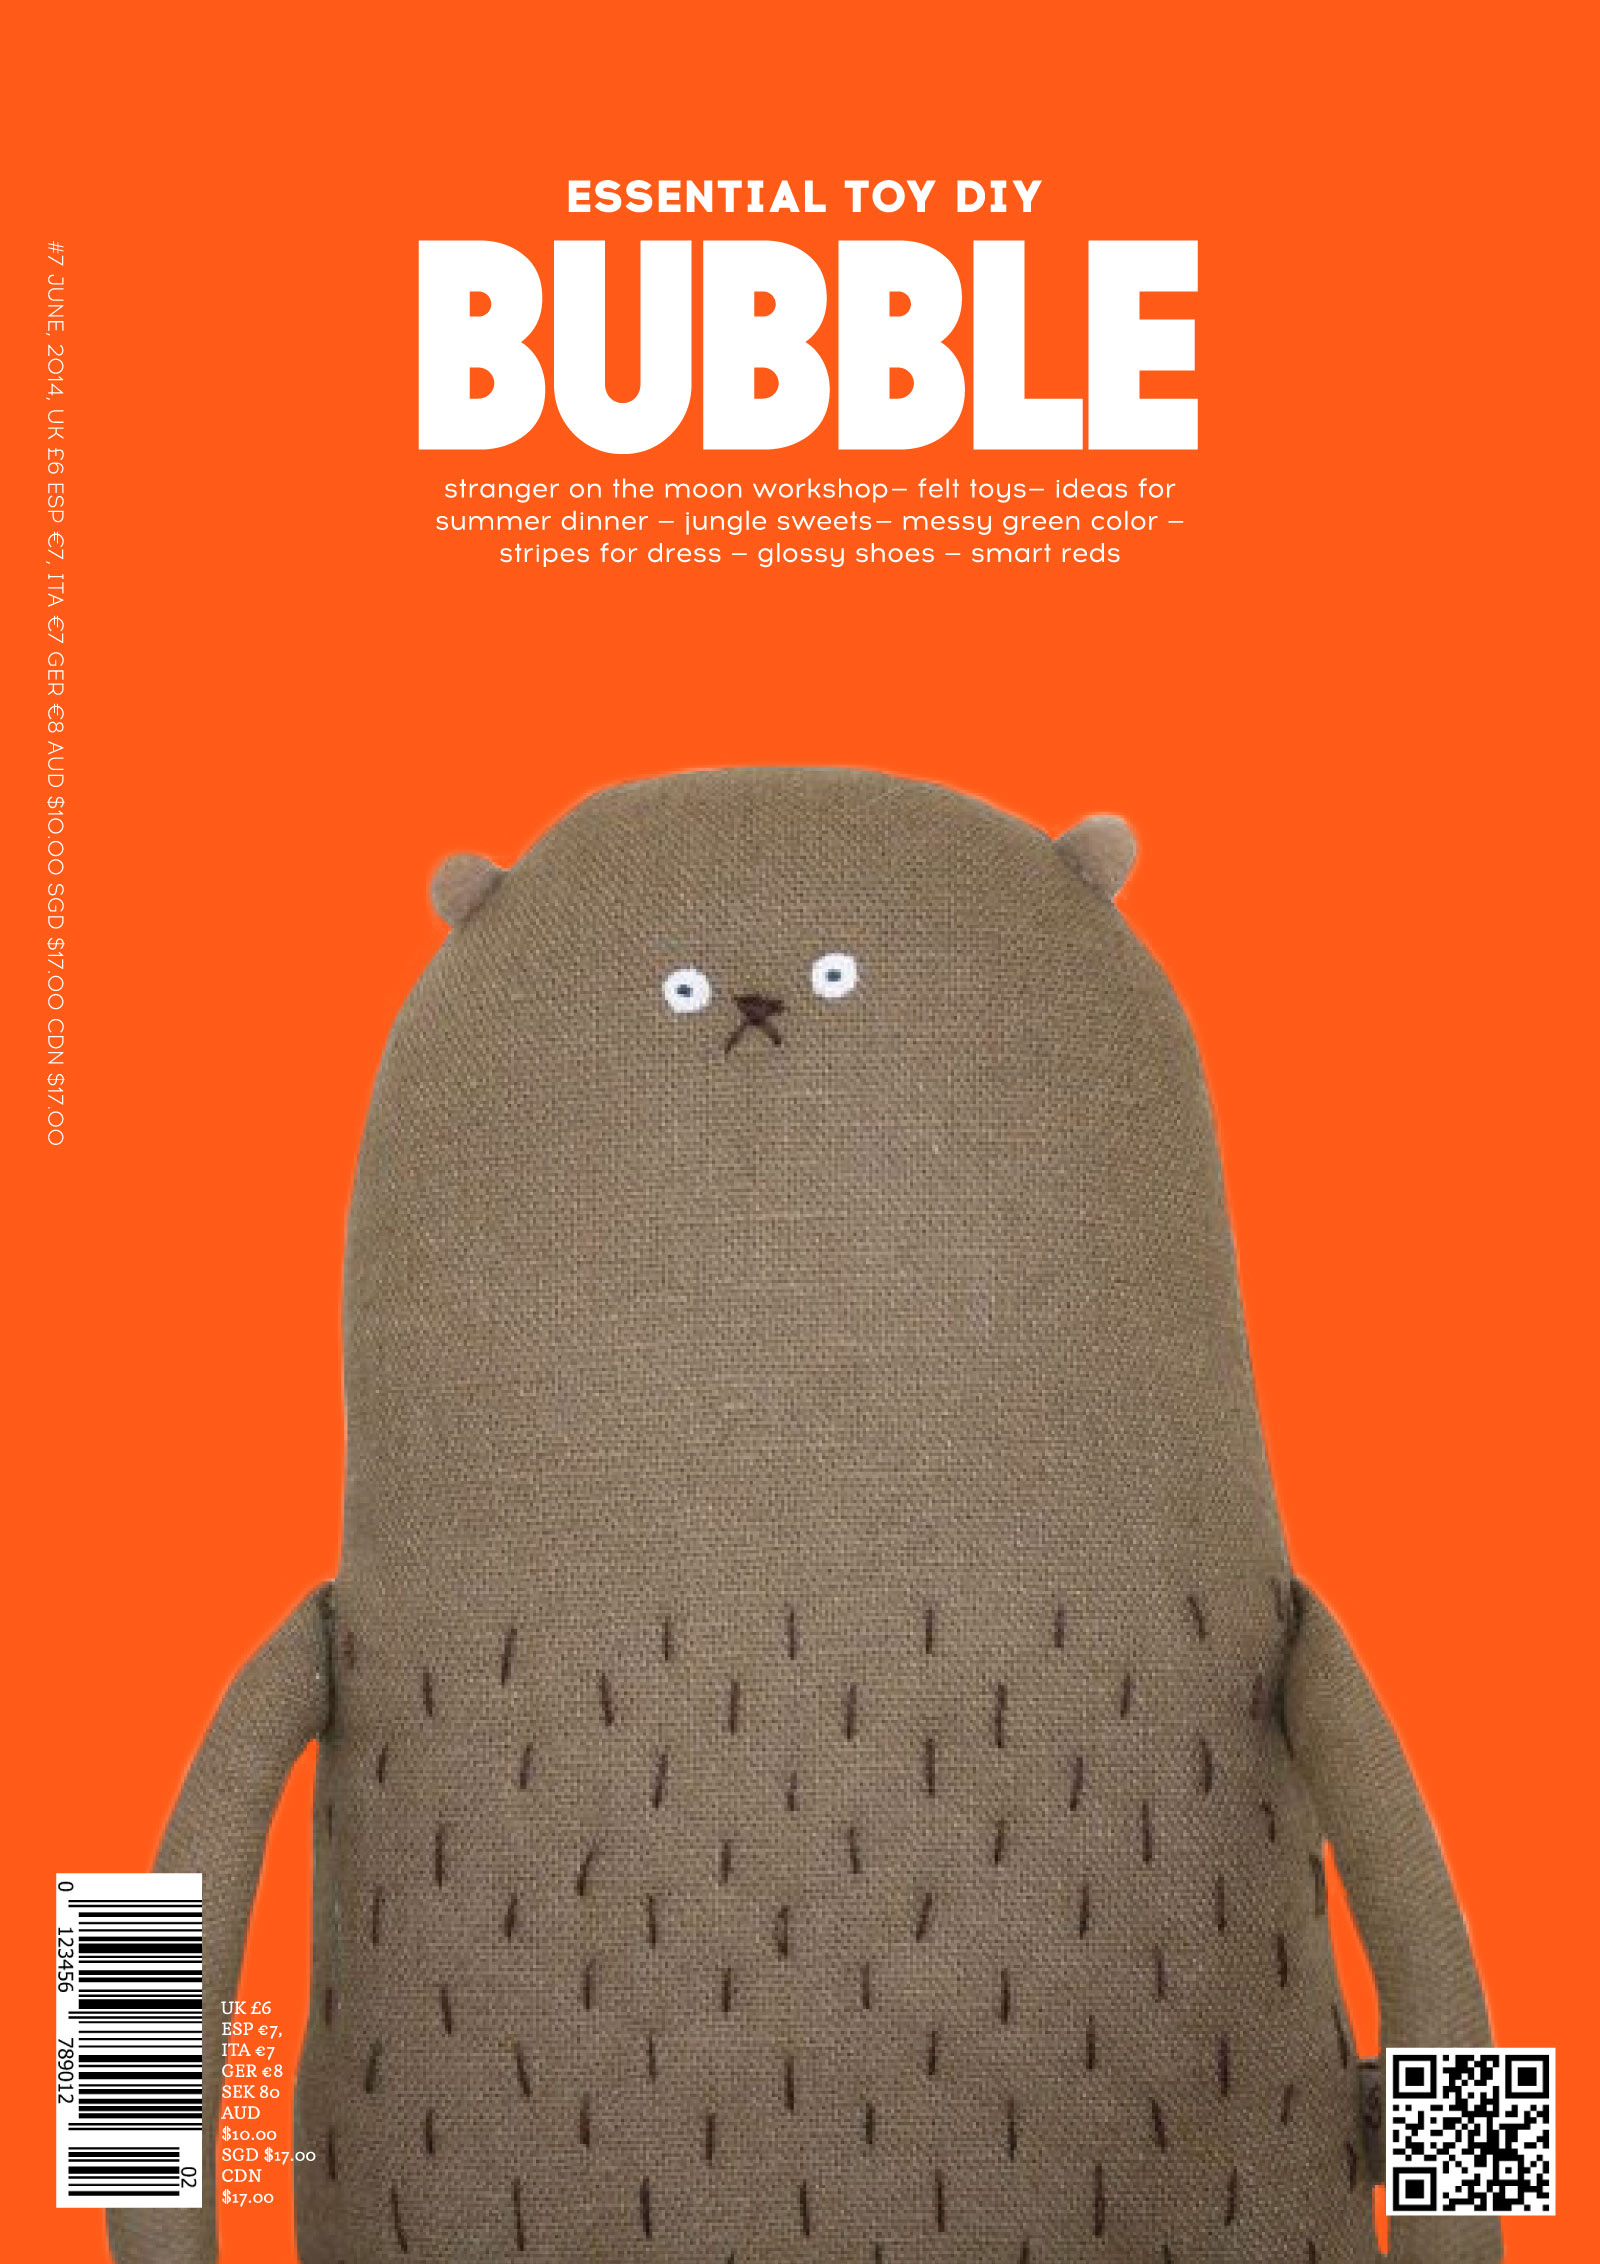 ESSENTIAL TOY DIY
BUBBLE
stranger on the moon workshop– felt toys– ideas for
summer dinner – jungle sweets– messy green color –
stripes for dress – glossy shoes – smart reds
#7 JUNE, 2014, UK £6 ESP €7, ITA €7 GER €8 AUD $10.00 SGD $17.00 CDN $17.00
0 123456 789012 02
UK £6
ESP €7,
ITA €7
GER €8
SEK 80
AUD
$10.00
SGD $17.00
CDN
$17.00